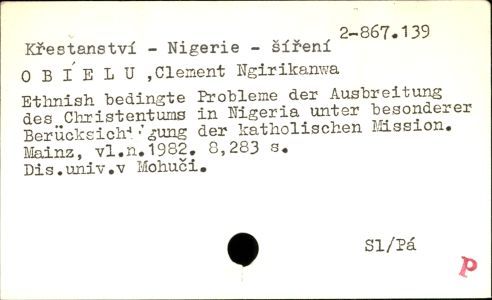 2-867.139
Křestanství - Nigerie - šíření
O B I E L U ,Clement Ngirikanwa
Ethnish bedingte Probleme der Ausbreitung
des Christentums in Nigeria unter besonderer
der katholischen Mission.
Mainz, vl.n.1982. 8,283 s.
Dis.univ.v Mohuči.
Sl/Pá
p